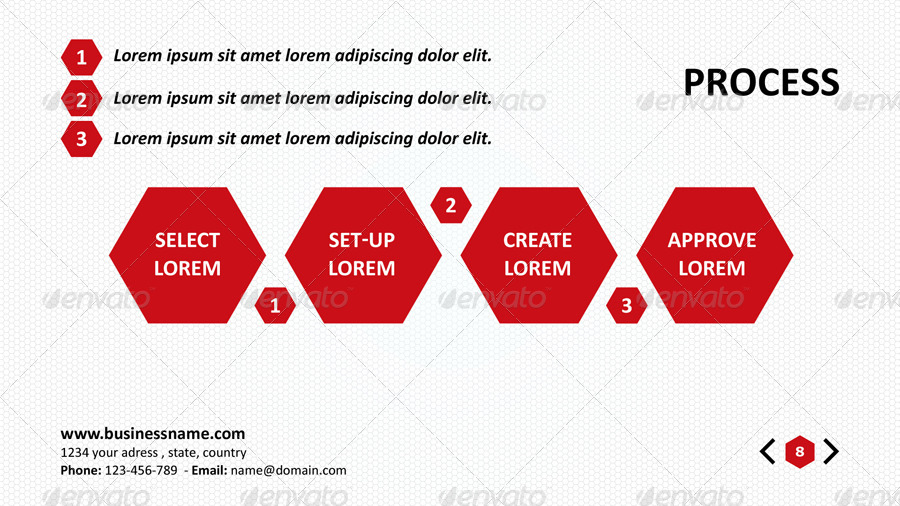 PROCESS
1 Lorem ipsum sit amet lorem adipiscing dolor elit.
2 Lorem ipsum sit amet lorem adipiscing dolor elit.
3 Lorem ipsum sit amet lorem adipiscing dolor elit.
SELECT
LOREM
1
SET-UP
LOREM
2
CREATE
LOREM
3
APPROVE
LOREM
www.businessname.com
1234 your adress , state, country
Phone: 123-456-789 - Email: name@domain.com
8
envato